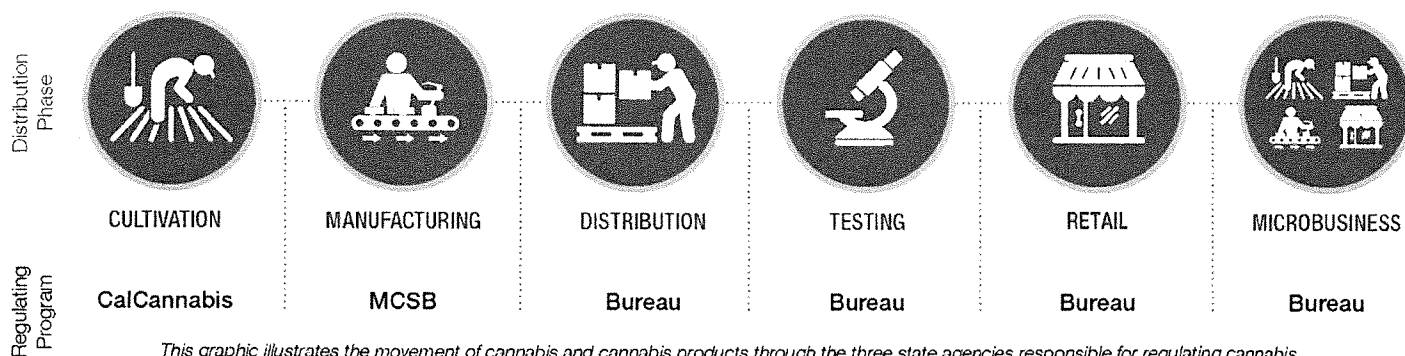 Distribution
Phase
CULTIVATION
MANUFACTURING
DISTRIBUTION
TESTING
RETAIL
MICROBUSINESS
Regulating
Program
CalCannabis
MCSB
Bureau
Bureau
Bureau
Bureau
This graphic illustrates the movement of cannabis and cannabis products through the three state agencies responsible for regulating cannabis